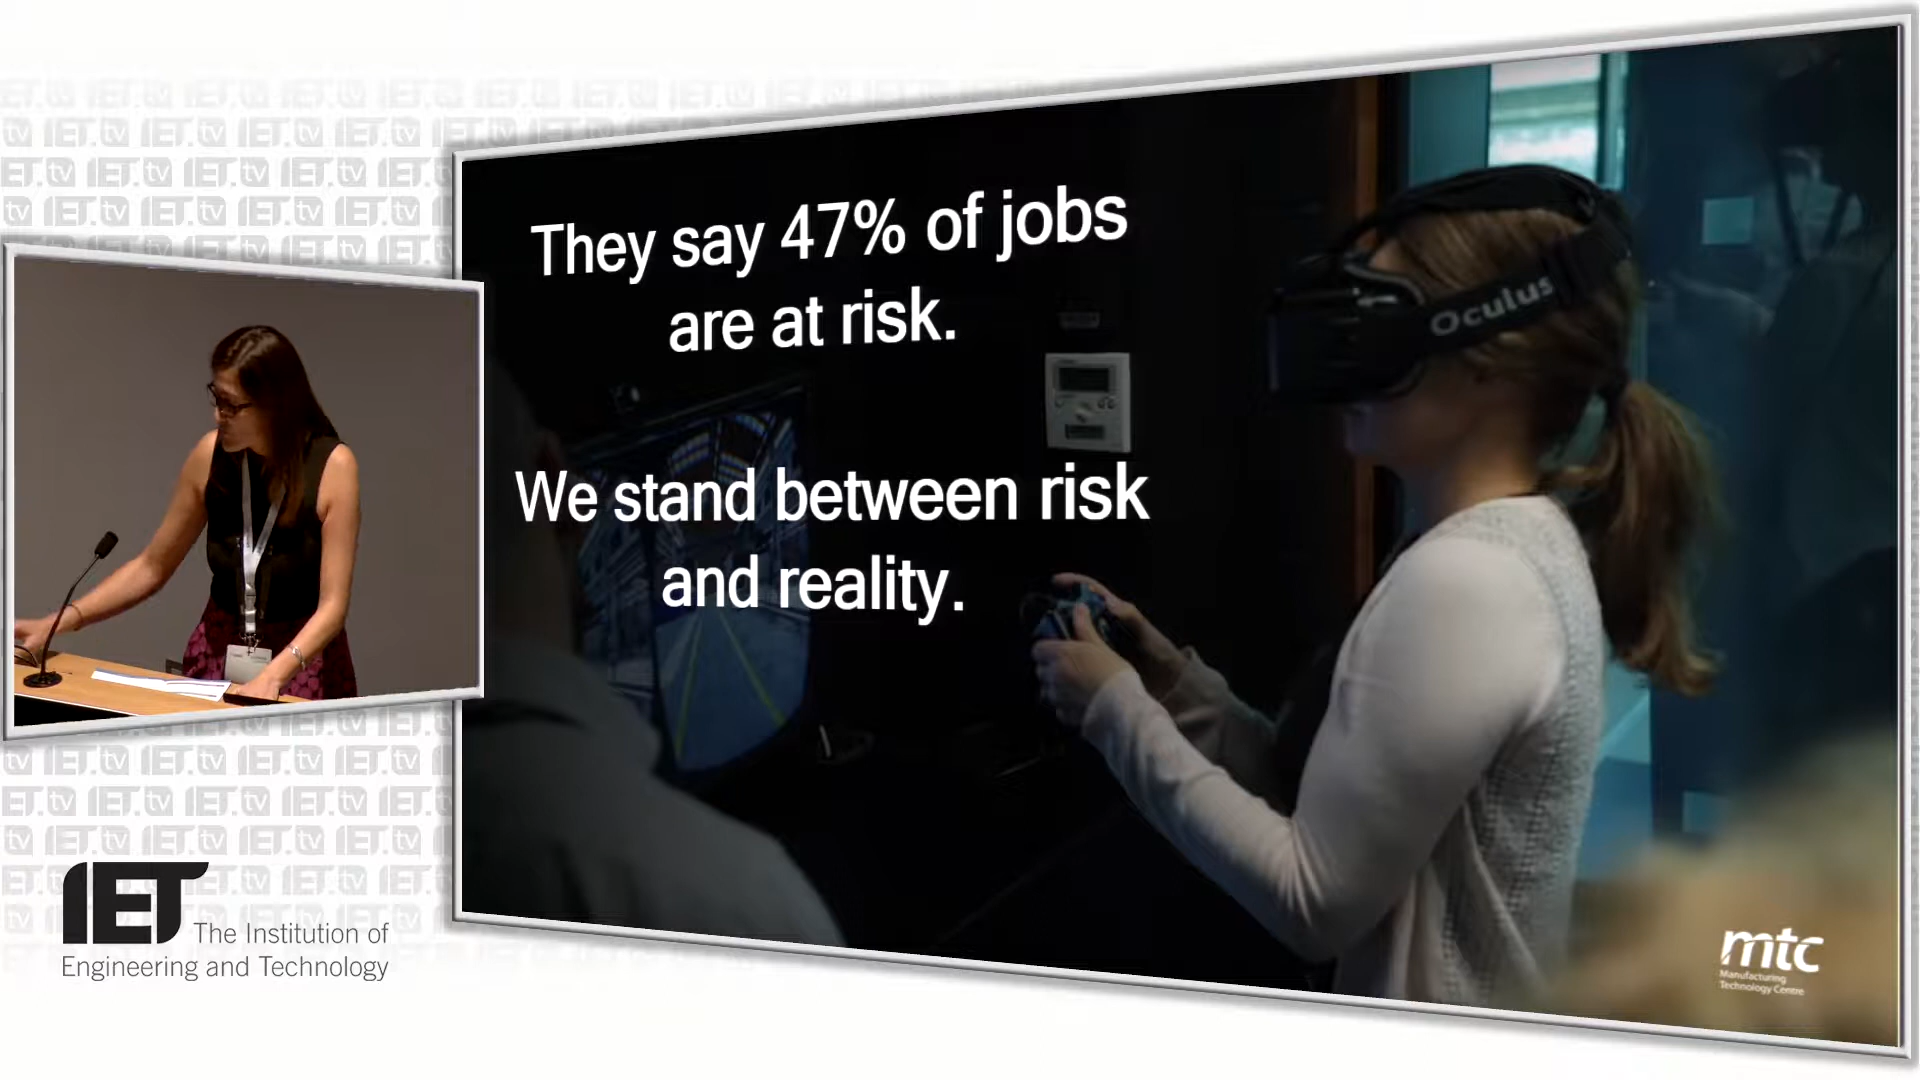 They say 47% of jobs
are at risk.
We stand between risk
and reality.
Oculus
mtc
Manufacturing
Technology Centre
IET The Institution of
Engineering and Technology
IET.tv